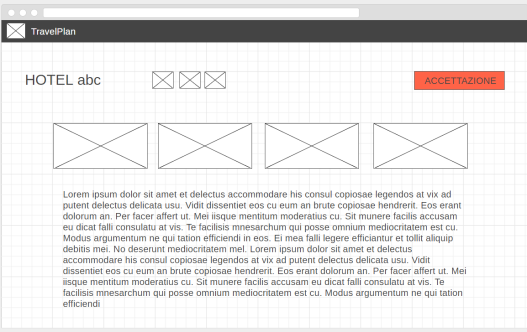 TravelPlan
HOTEL abc
ACCETTAZIONE
Lorem ipsum dolor sit amet et delectus accommodare his consul copiosae legendos at vix ad
putent delectus delicata usu. Vidit dissentiet eos cu eum an brute copiosae hendrerit. Eos erant
dolorum an. Per facer affert ut. Mei iisque mentitum moderatius cu. Sit munere facilis accusam
eu dicat falli consulatu at vis. Te facilisis mnesarchum qui posse omnium mediocritatem est cu.
Modus argumentum ne qui tation efficiendi in eos. Ei mea falli legere efficiantur et tollit aliquip
debitis mei. No deserunt mediocritatem mel. Lorem ipsum dolor sit amet et delectus
accommodare his consul copiosae legendos at vix ad putent delectus delicata usu. Vidit
dissentiet eos cu eum an brute copiosae hendrerit. Eos erant dolorum an. Per facer affert ut. Mei
iisque mentitum moderatius cu. Sit munere facilis accusam eu dicat falli consulatu at vis. Te
facilisis mnesarchum qui posse omnium mediocritatem est cu. Modus argumentum ne qui tation
efficiendi